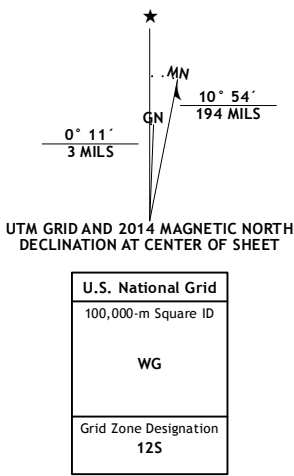 ★
MN
GN
10° 54´
194 MILS
0° 11´
3 MILS
UTM GRID AND 2014 MAGNETIC NORTH
DECLINATION AT CENTER OF SHEET
U.S. National Grid
100,000-m Square ID
WG
Grid Zone Designation
12S